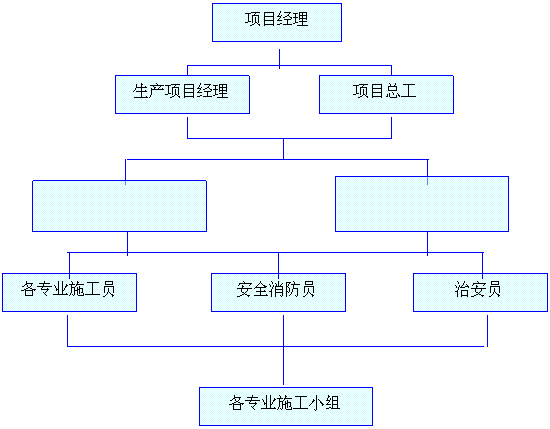 项目经理
生产项目经理
项目总工
各专业施工员
安全消防员
治安员
各专业施工小组